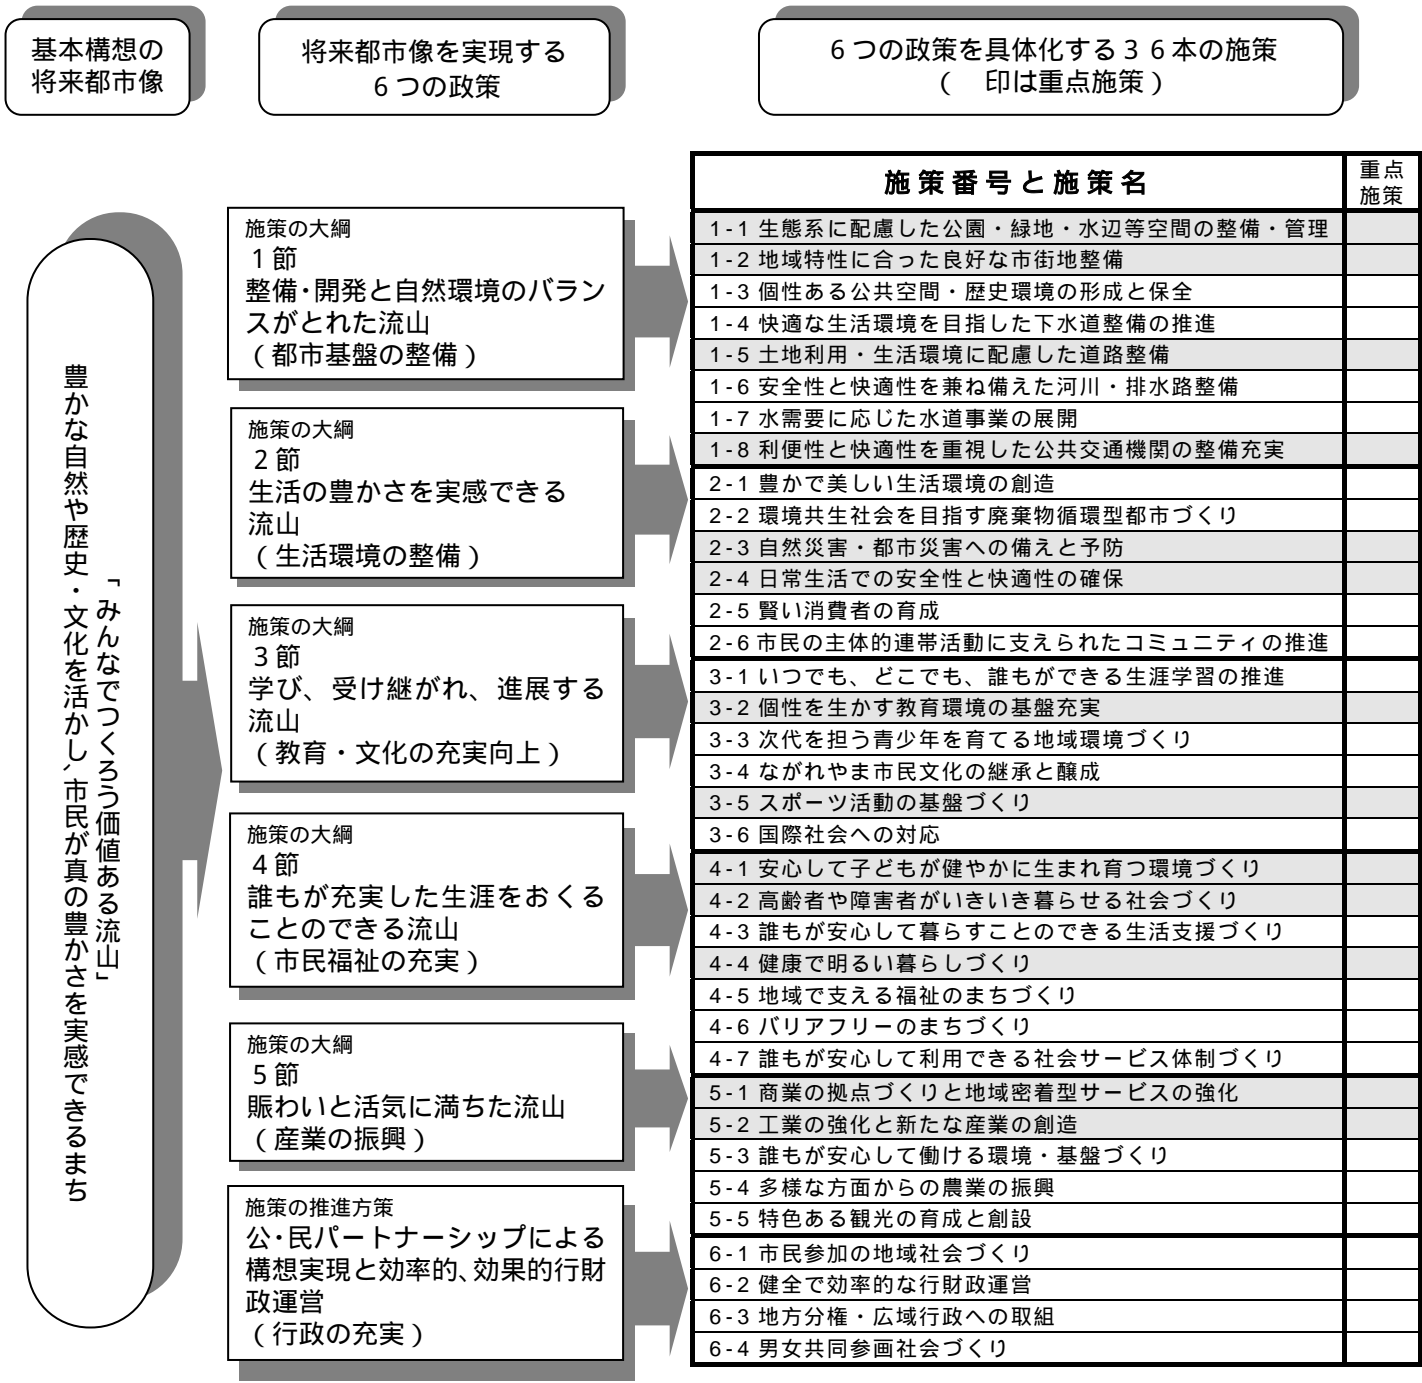 基本構想の
将来都市像
将来都市像を実現する
6つの政策
6つの政策を具体化する36本の施策
(　印は重点施策)
「みんなでつくろう価値ある流山」
豊かな自然や歴史・文化を活かし、市民が真の豊かさを実感できるまち
施策の大綱
1節
整備・開発と自然環境のバラン
スがとれた流山
(都市基盤の整備)
施策の大綱
2節
生活の豊かさを実感できる
流山
(生活環境の整備)
施策の大綱
3節
学び、受け継がれ、進展する
流山
(教育・文化の充実向上)
施策の大綱
4節
誰もが充実した生涯をおくる
ことのできる流山
(市民福祉の充実)
施策の大綱
5節
賑わいと活気に満ちた流山
(産業の振興)
施策の推進方策
公・民パートナーシップによる
構想実現と効率的、効果的行財
政運営
(行政の充実)
施策番号と施策名
重点
施策
1-1 生態系に配慮した公園・緑地・水辺等空間の整備・管理
1-2 地域特性に合った良好な市街地整備
1-3 個性ある公共空間・歴史環境の形成と保全
1-4 快適な生活環境を目指した下水道整備の推進
1-5 土地利用・生活環境に配慮した道路整備
1-6 安全性と快適性を兼ね備えた河川・排水路整備
1-7 水需要に応じた水道事業の展開
1-8 利便性と快適性を重視した公共交通機関の整備充実
2-1 豊かで美しい生活環境の創造
2-2 環境共生社会を目指す廃棄物循環型都市づくり
2-3 自然災害・都市災害への備えと予防
2-4 日常生活での安全性と快適性の確保
2-5 賢い消費者の育成
2-6 市民の主体的連帯活動に支えられたコミュニティの推進
3-1 いつでも、どこでも、誰もができる生涯学習の推進
3-2 個性を生かす教育環境の基盤充実
3-3 次代を担う青少年を育てる地域環境づくり
3-4 ながれやま市民文化の継承と醸成
3-5 スポーツ活動の基盤づくり
3-6 国際社会への対応
4-1 安心して子どもが健やかに生まれ育つ環境づくり
4-2 高齢者や障害者がいきいき暮らせる社会づくり
4-3 誰もが安心して暮らすことのできる生活支援づくり
4-4 健康で明るい暮らしづくり
4-5 地域で支える福祉のまちづくり
4-6 バリアフリーのまちづくり
4-7 誰もが安心して利用できる社会サービス体制づくり
5-1 商業の拠点づくりと地域密着型サービスの強化
5-2 工業の強化と新たな産業の創造
5-3 誰もが安心して働ける環境・基盤づくり
5-4 多様な方面からの農業の振興
5-5 特色ある観光の育成と創設
6-1 市民参加の地域社会づくり
6-2 健全で効率的な行財政運営
6-3 地方分権・広域行政への取組
6-4 男女共同参画社会づくり